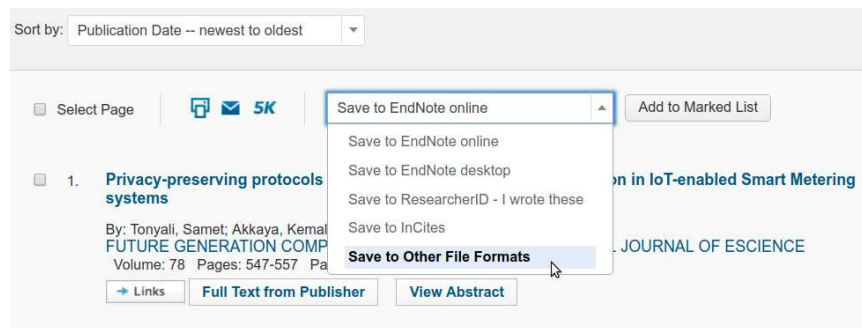 Sort by: Publication Date -- newest to oldest
Select Page 5K Save to EndNote online Add to Marked List
Save to EndNote online
Save to EndNote desktop
1. Privacy-preserving protocols on in IoT-enabled Smart Metering
Save to ResearcherID - I wrote these
systems
Save to InCites
By: Tonyali, Samet; Akkaya, Kemal
FUTURE GENERATION COMP JOURNAL OF ESCIENCE
Save to Other File Formats
Volume: 78 Pages: 547-557 Pa
Links Full Text from Publisher View Abstract